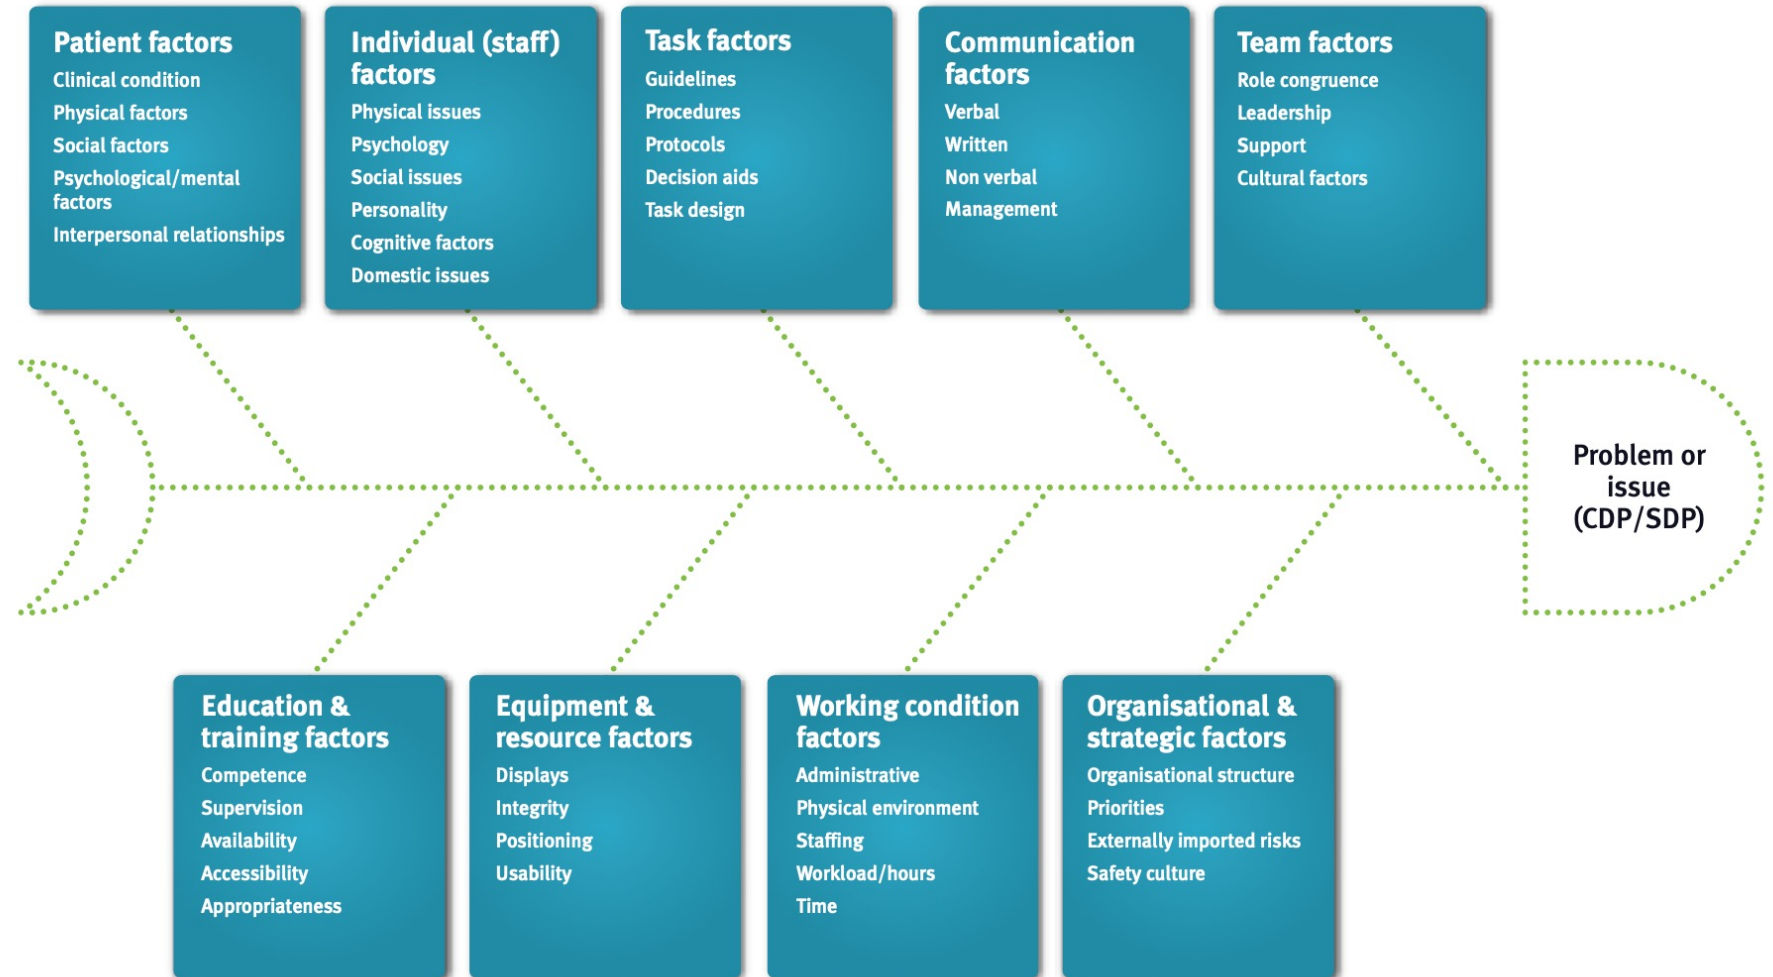 Patient factors
Clinical condition
Physical factors
Social factors
Psychological/mental
factors
Interpersonal relationships
Individual (staff)
factors
Physical issues
Psychology
Social issues
Personality
Cognitive factors
Domestic issues
Task factors
Guidelines
Procedures
Protocols
Decision aids
Task design
Communication
factors
Verbal
Written
Non verbal
Management
Team factors
Role congruence
Leadership
Support
Cultural factors
Problem or
issue
(CDP/SDP)
Education &
training factors
Competence
Supervision
Availability
Accessibility
Appropriateness
Equipment &
resource factors
Displays
Integrity
Positioning
Usability
Working condition
factors
Administrative
Physical environment
Staffing
Workload/hours
Time
Organisational &
strategic factors
Organisational structure
Priorities
Externally imported risks
Safety culture